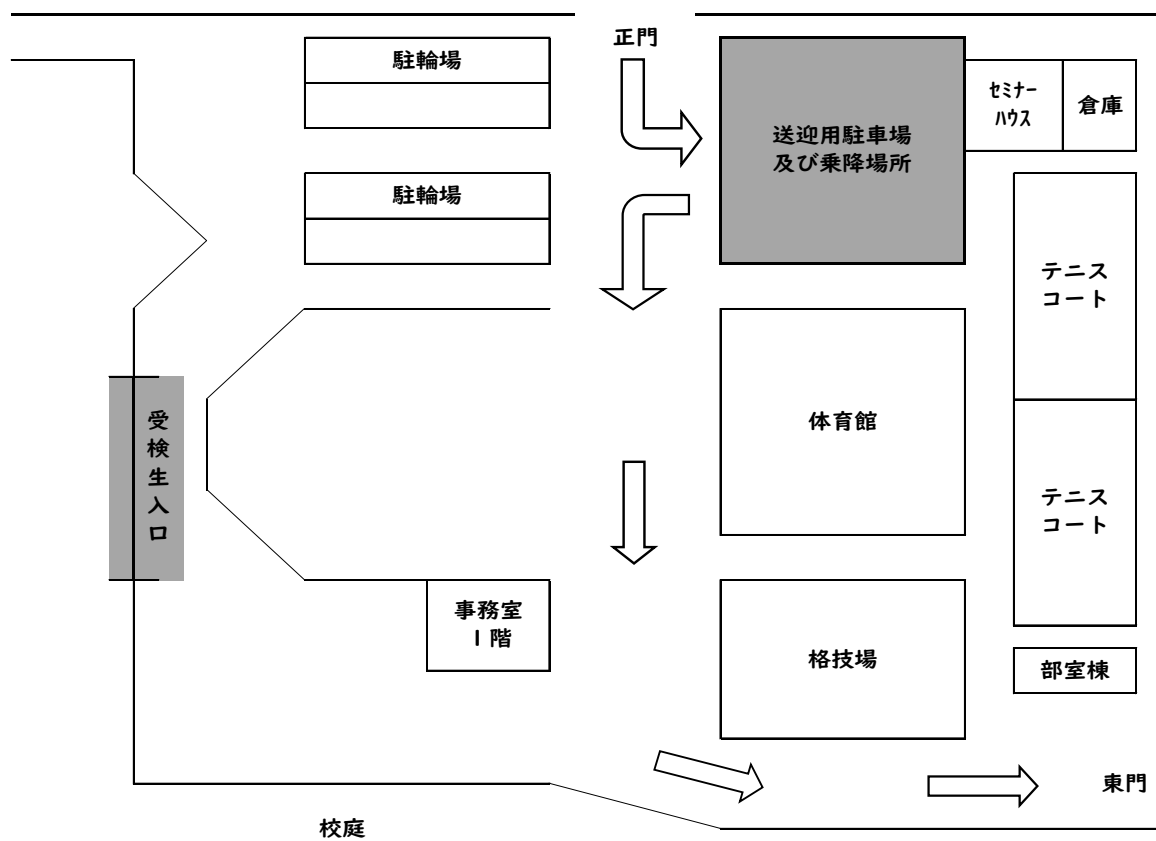 正門
駐輪場
送迎用駐車場
及び乗降場所
セミナー
ハウス
倉庫
駐輪場
テニス
コート
受検生入口
体育館
テニス
コート
事務室
1階
格技場
部室棟
東門
校庭